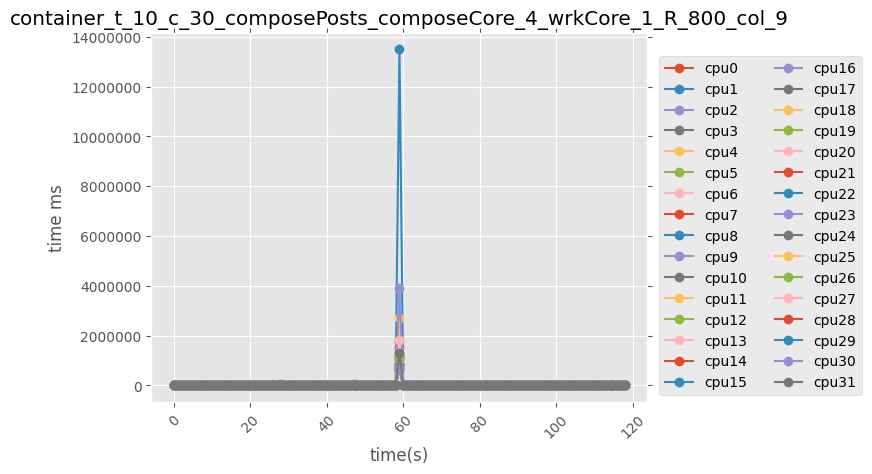 container_t_10_c_30_composePosts_composeCore_4_wrkCore_1_R_800_col_9
14000000
12000000
10000000
8000000
6000000
4000000
2000000
0
time ms
0
20
40
60
80
100
120
time(s)
cpu0
cpu1
cpu2
cpu3
cpu4
cpu5
cpu6
cpu7
cpu8
cpu9
cpu10
cpu11
cpu12
cpu13
cpu14
cpu15
cpu16
cpu17
cpu18
cpu19
cpu20
cpu21
cpu22
cpu23
cpu24
cpu25
cpu26
cpu27
cpu28
cpu29
cpu30
cpu31